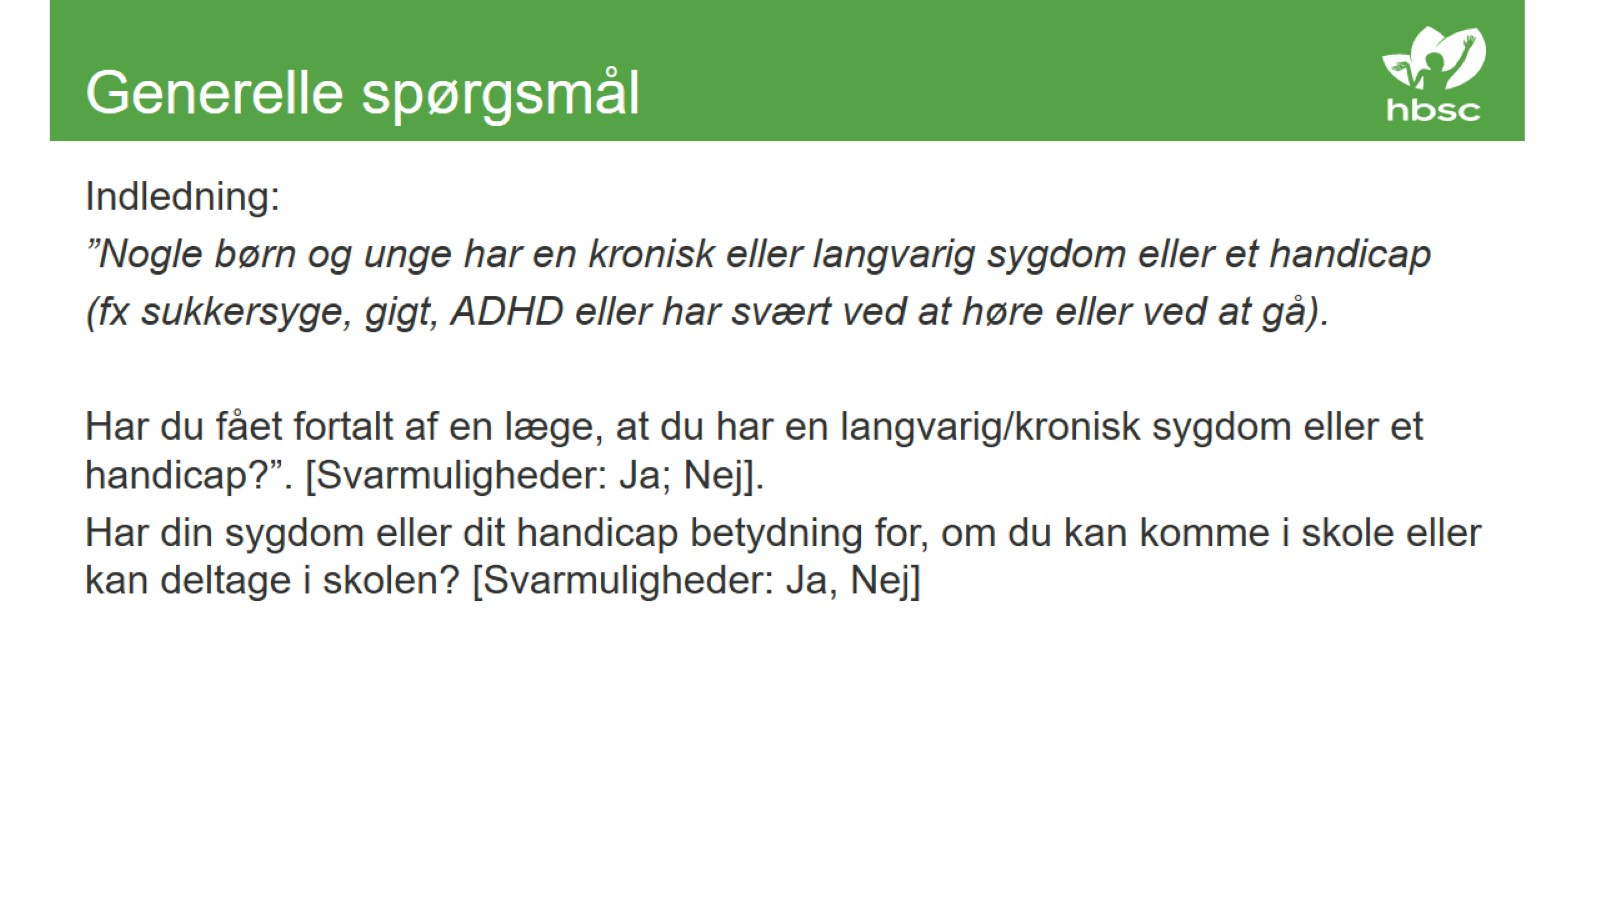 Generelle spørgsmål
hbsc
Indledning:
”Nogle børn og unge har en kronisk eller langvarig sygdom eller et handicap
(fx sukkersyge, gigt, ADHD eller har svært ved at høre eller ved at gå).
Har du fået fortalt af en læge, at du har en langvarig/kronisk sygdom eller et
handicap?”. [Svarmuligheder: Ja; Nej].
Har din sygdom eller dit handicap betydning for, om du kan komme i skole eller
kan deltage i skolen? [Svarmuligheder: Ja, Nej]